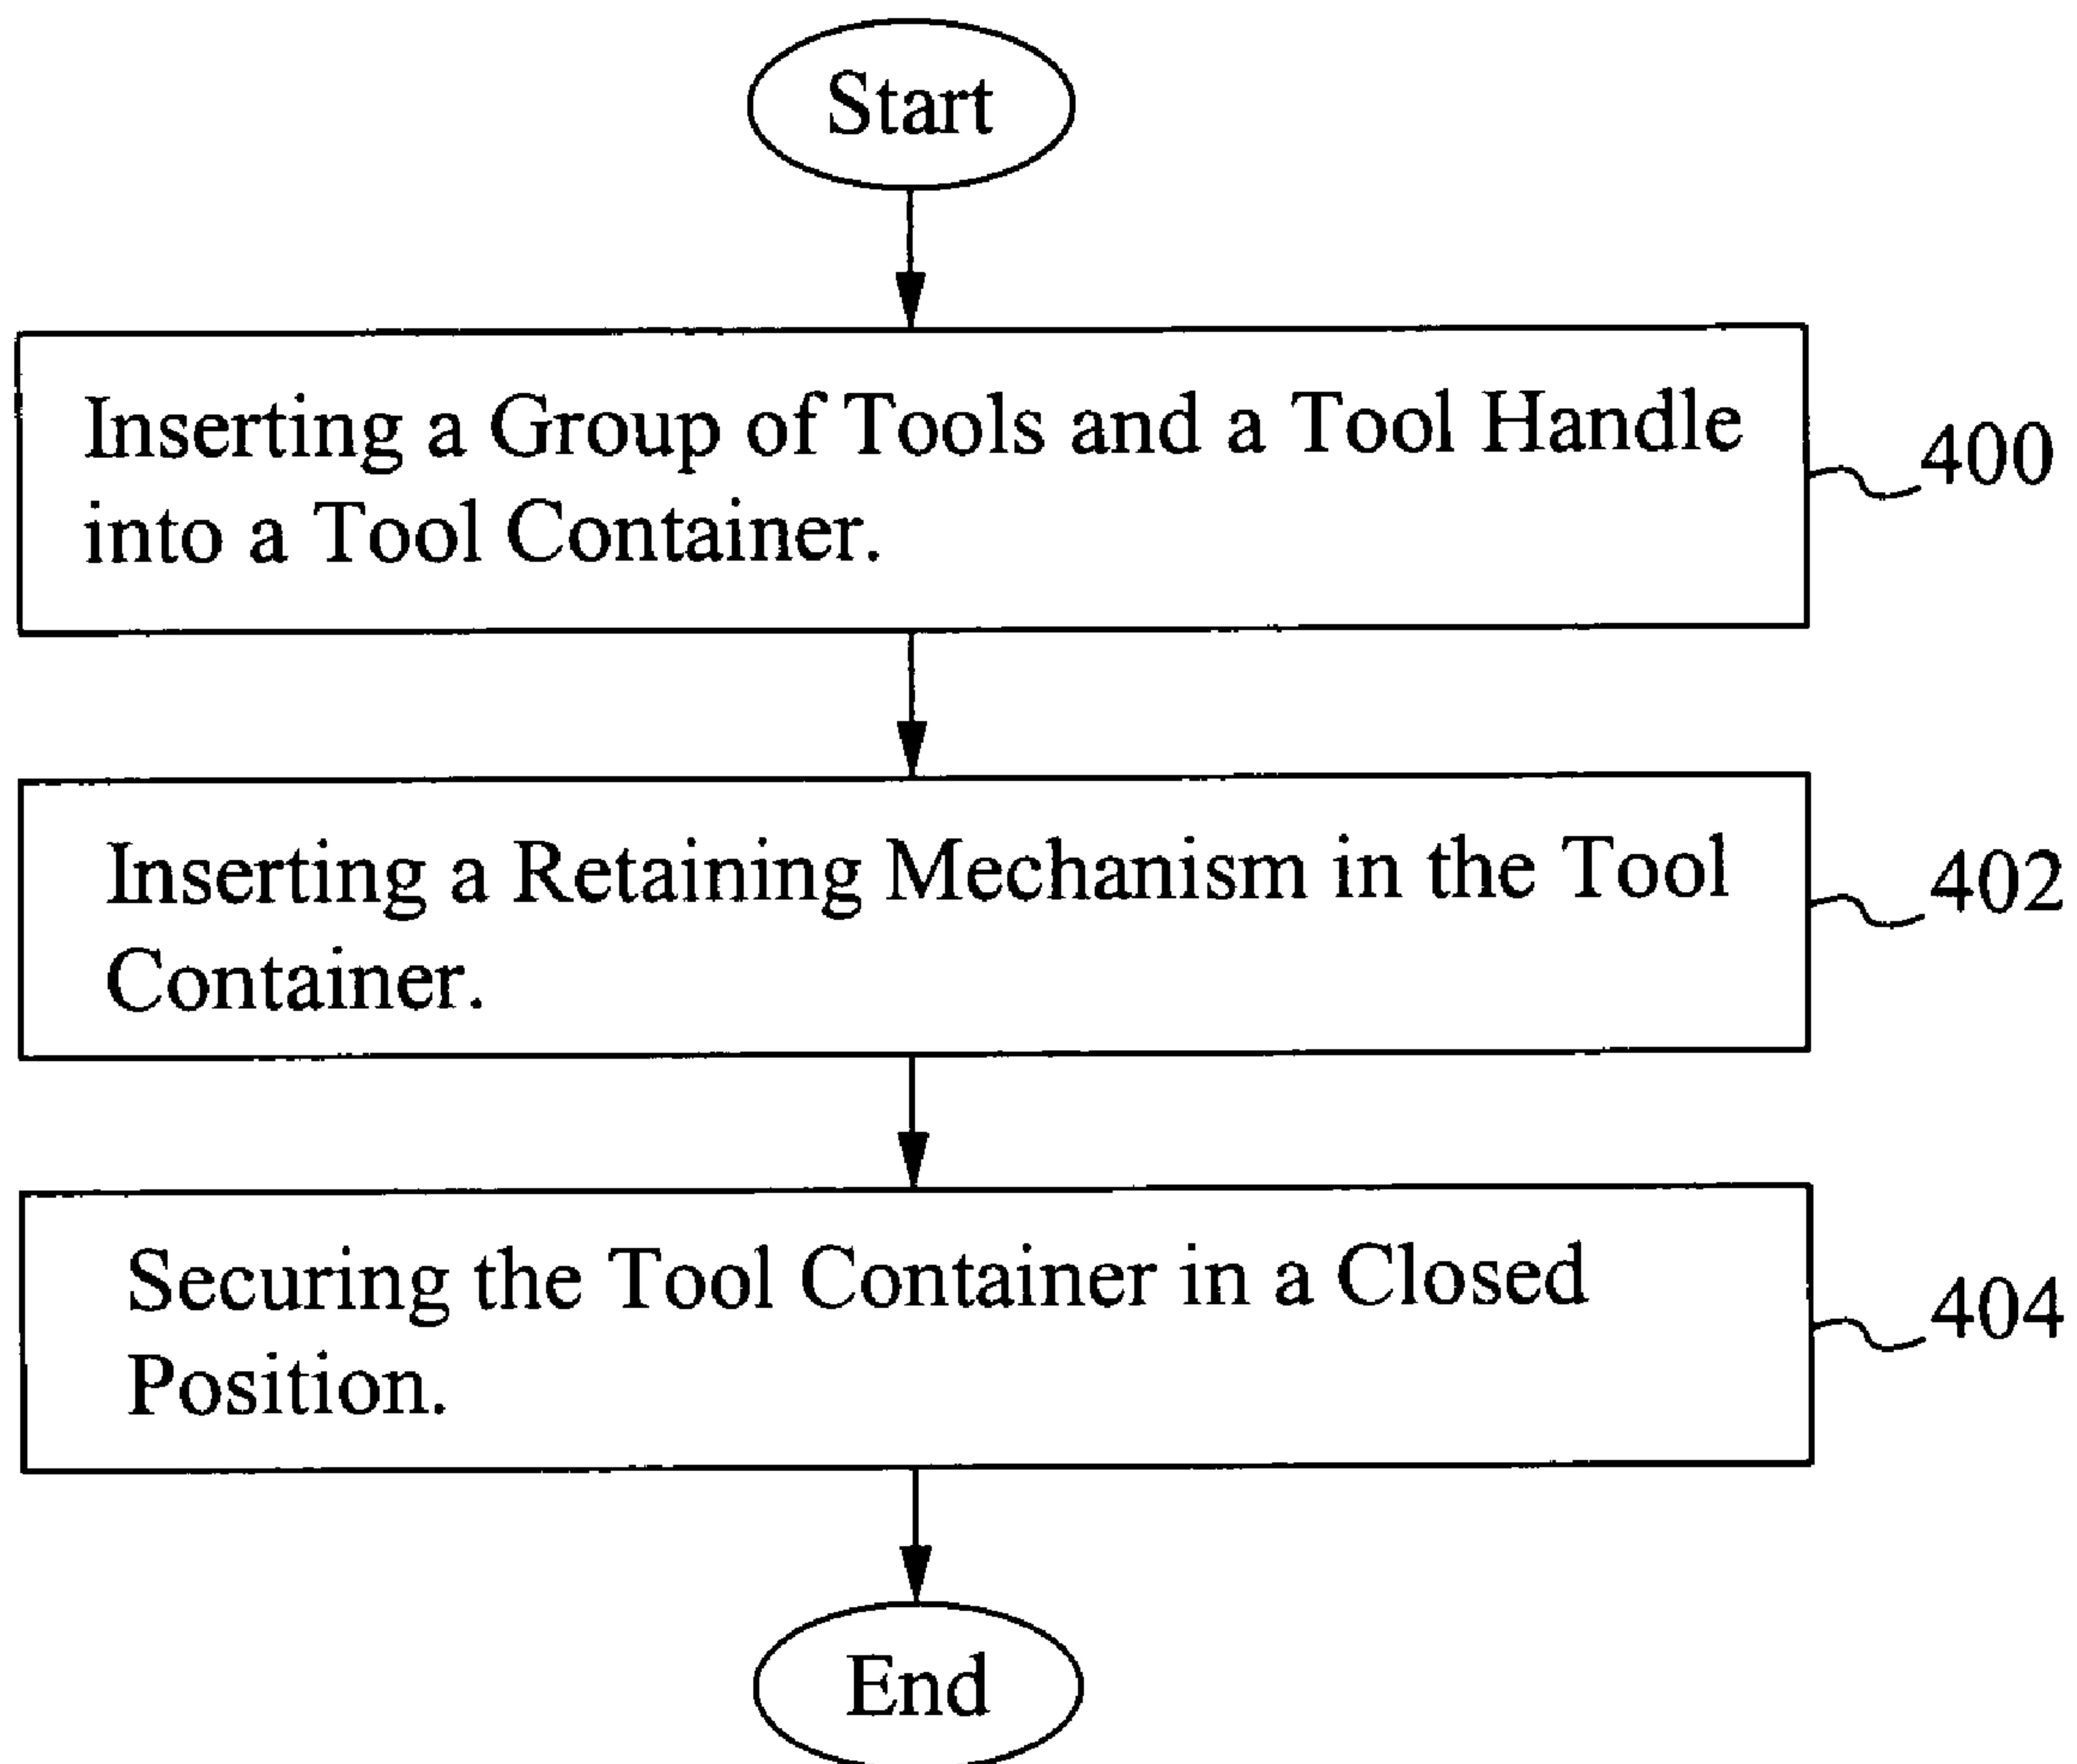 Start
Inserting a Group of Tools and a Tool Handle
into a Tool Container.
400
Inserting a Retaining Mechanism in the Tool
Container.
402
Securing the Tool Container in a Closed
Position.
404
End